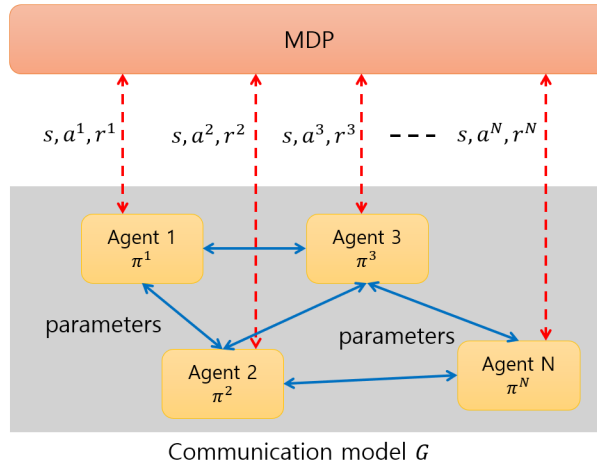 MDP
s, a¹, r¹
s, a², r²
s, a³, r³
---
s, aᴺ, rᴺ
Agent 1
π¹
Agent 3
π³
parameters
parameters
Agent 2
π²
Agent N
πᴺ
Communication model G